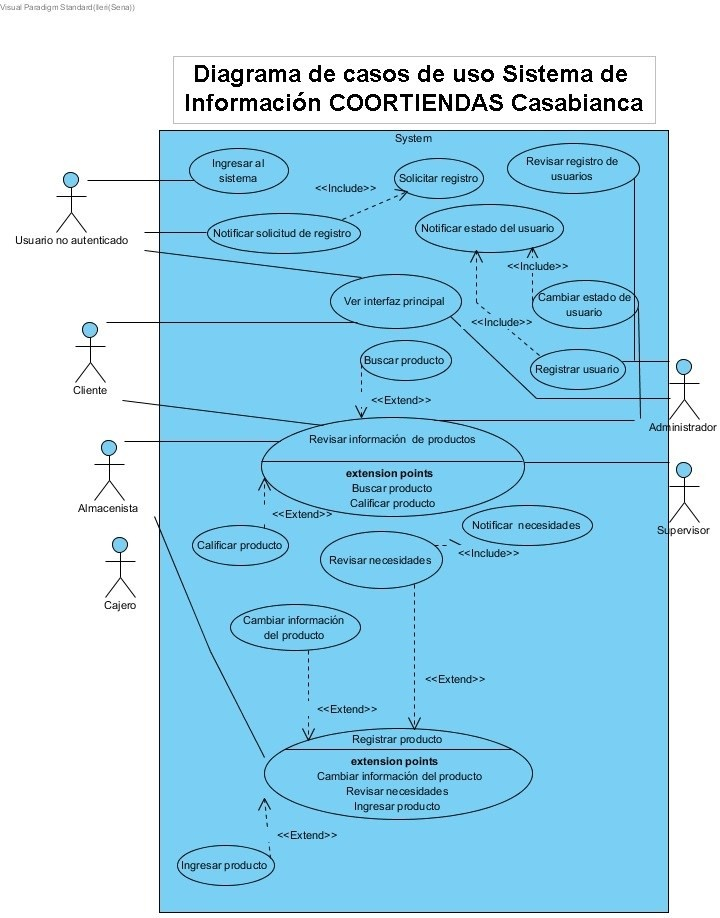 Visual Paradigm Standard(Ileri(Sena))
Diagrama de casos de uso Sistema de
Información COORTIENDAS Casabianca
System
Ingresar al
sistema
Solicitar registro
Revisar registro de
usuarios
<<Include>>
Usuario no autenticado
Notificar solicitud de registro
Notificar estado del usuario
<<Include>>
Ver interfaz principal
Cambiar estado de
usuario
<<Include>>
Cliente
Buscar producto
Registrar usuario
<<Extend>>
Administrador
Revisar información de productos
extension points
Buscar producto
Calificar producto
Almacenista
<<Extend>>
Notificar necesidades
Supervisor
Calificar producto
Revisar necesidades
<<Include>>
Cajero
Cambiar información
del producto
<<Extend>>
<<Extend>>
Registrar producto
extension points
Cambiar información del producto
Revisar necesidades
Ingresar producto
<<Extend>>
Ingresar producto